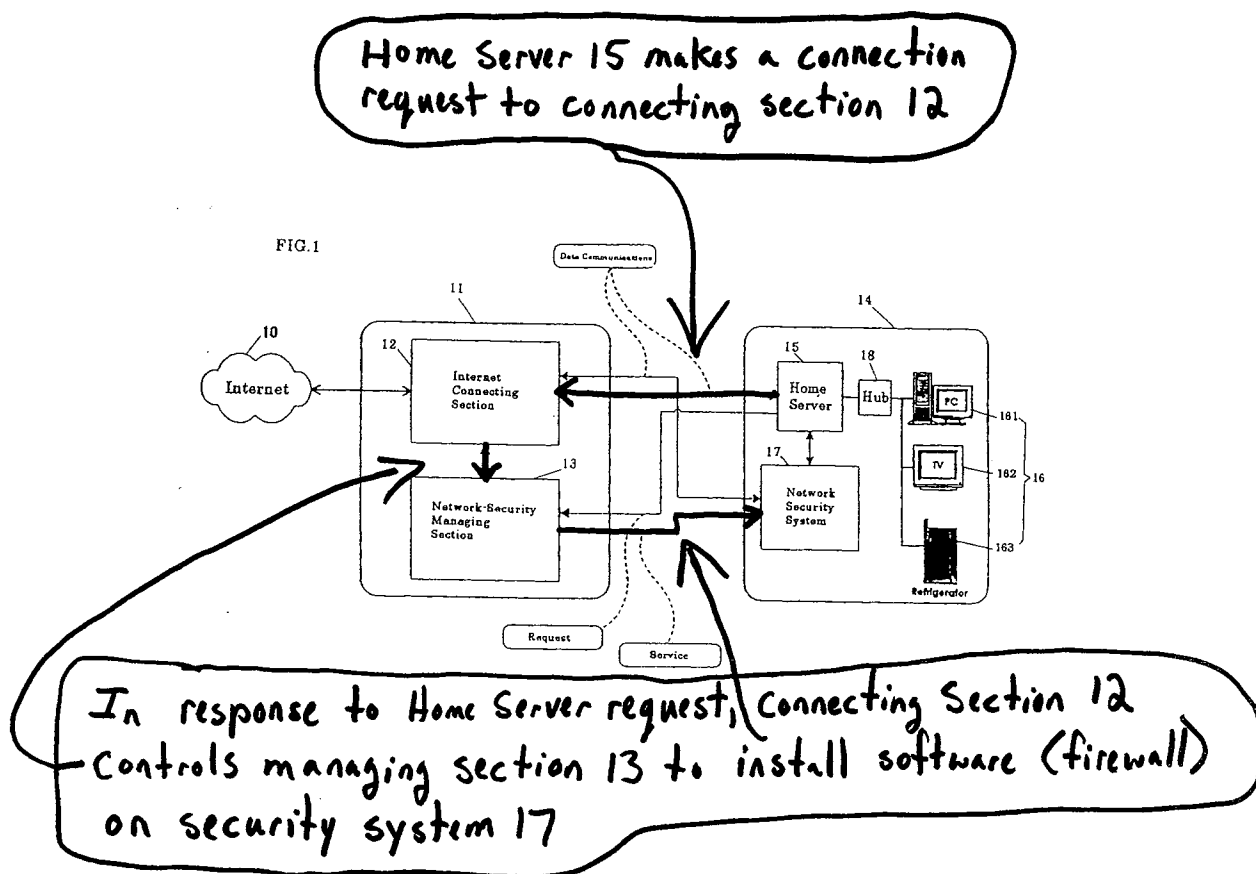 Home Server 15 makes a connection
request to connecting section 12
FIG.1
Data Communications
11
14
10
Internet
12
Internet
Connecting
Section
15
Home
Server
18
Hub
PC
161
TV
162
16
163
Refrigerator
13
Network-Security
Managing
Section
17
Network
Security
System
Request
Service
In response to Home Server request, Connecting Section 12
Controls managing section 13 to install software (firewall)
on security system 17